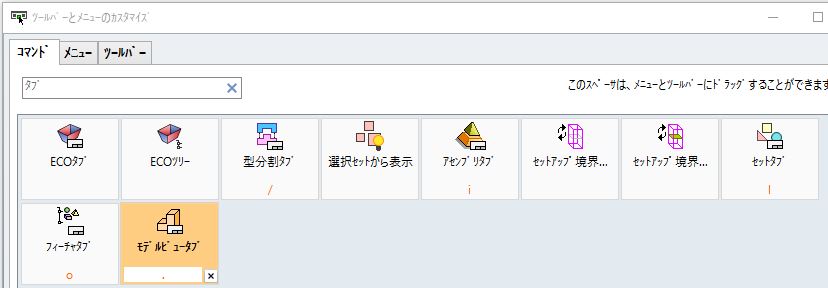 ﾂｰﾙﾊﾞｰとﾒﾆｭｰのｶｽﾀﾏｲｽﾞ
ｺﾏﾝﾄﾞ ﾒﾆｭｰ ﾂｰﾙﾊﾞｰ
ﾀﾌﾞ
このｽﾍﾟｰｻは、ﾒﾆｭｰとﾂｰﾙﾊﾞｰにﾄﾞﾗｯｸﾞすることができます
ECOﾀﾌﾞ ECOﾂﾘｰ 型分割ﾀﾌﾞ 選択ｾｯﾄから表示 ｱｾﾝﾌﾞﾘﾀﾌﾞ ｾｯﾄｱｯﾌﾟ境界... ｾｯﾄｱｯﾌﾟ境界... ｾｯﾄﾀﾌﾞ
/ i l
ﾌｨｰﾁｬﾀﾌﾞ ﾓﾃﾞﾙﾋﾞｭｰﾀﾌﾞ
o .